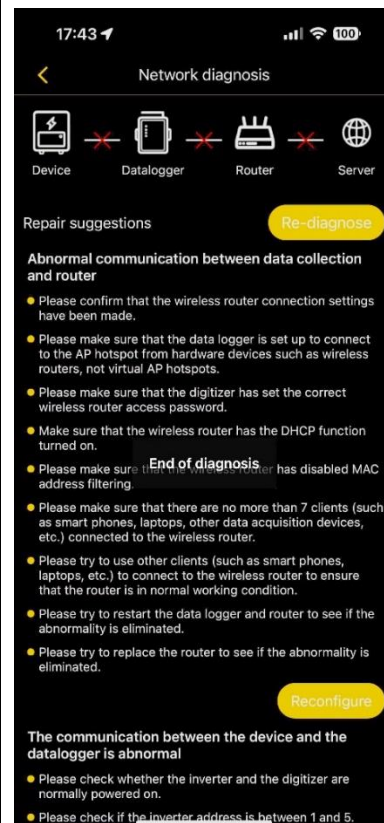 17:43
100
Network diagnosis
Device Datalogger Router Server
Repair suggestions Re-diagnose
Abnormal communication between data collection
and router
Please confirm that the wireless router connection settings
have been made.
Please make sure that the data logger is set up to connect
to the AP hotspot from hardware devices such as wireless
routers, not virtual AP hotspots.
Please make sure that the digitizer has set the correct
wireless router access password.
Make sure that the wireless router has the DHCP function
turned on.
End of diagnosis
Please make sure that the wireless router has disabled MAC
address filtering.
Please make sure that there are no more than 7 clients (such
as smart phones, laptops, other data acquisition devices,
etc.) connected to the wireless router.
Please try to use other clients (such as smart phones,
laptops, etc.) to connect to the wireless router to ensure
that the router is in normal working condition.
Please try to restart the data logger and router to see if the
abnormality is eliminated.
Please try to replace the router to see if the abnormality is
eliminated.
Reconfigure
The communication between the device and the
datalogger is abnormal
Please check whether the inverter and the digitizer are
normally powered on.
Please check if the inverter address is between 1 and 5.